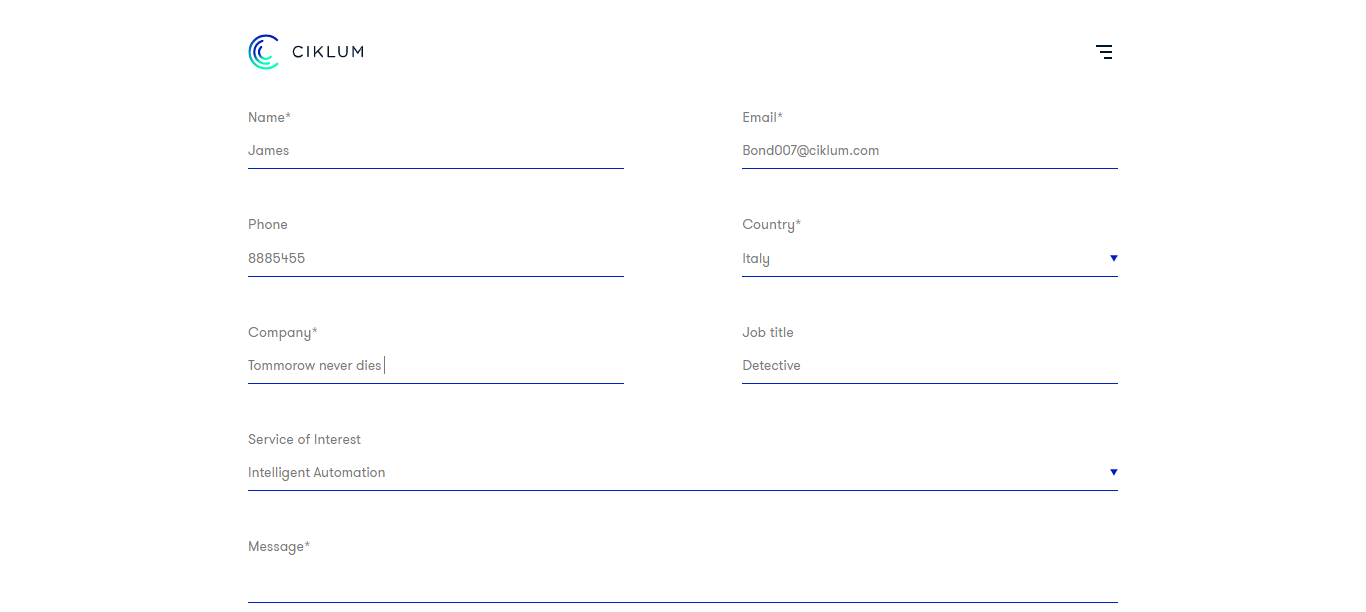 CIKLUM
Name* Email*
James Bond007@ciklum.com
Phone Country*
8885455 Italy
Company* Job title
Tommorow never dies Detective
Service of Interest
Intelligent Automation
Message*